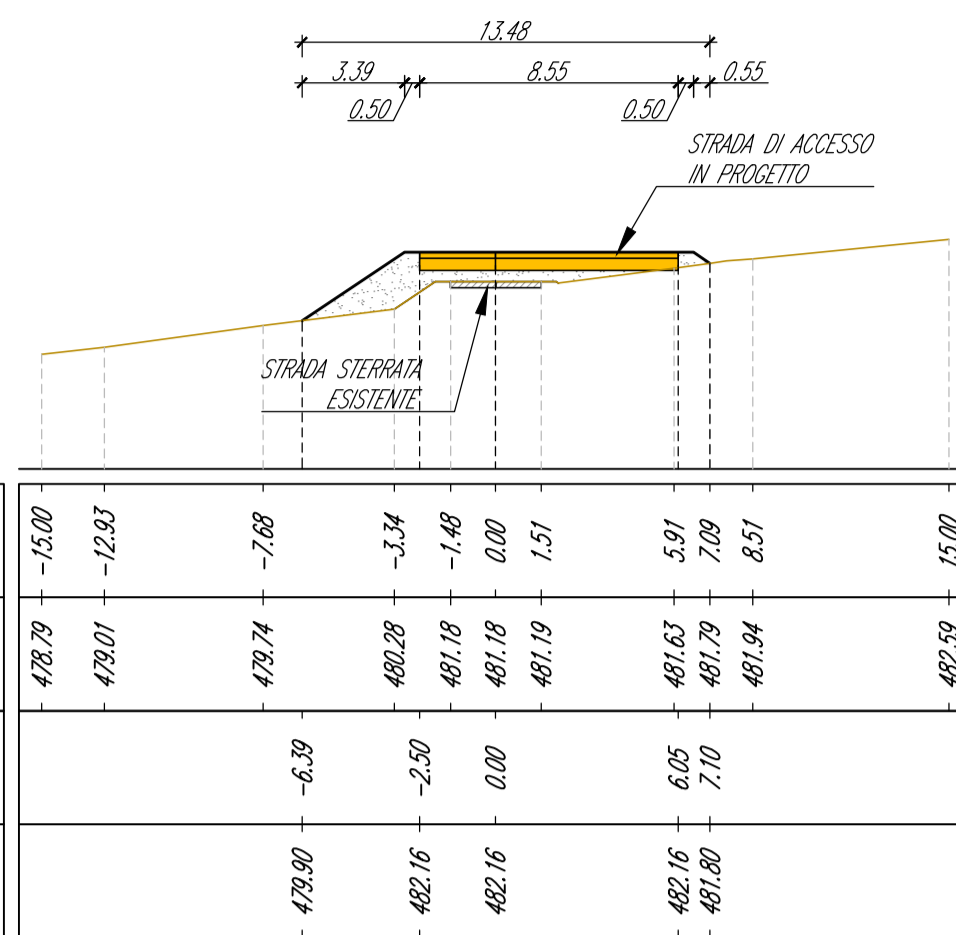 13.48
3.39 8.55 0.55
0.50 0.50
STRADA DI ACCESSO
IN PROGETTO
STRADA STERRATA
ESISTENTE
-15.00 -12.93 -7.68 -3.34 -1.48 0.00 1.51 5.91 7.09 8.51 15.00
478.79 479.01 479.74 480.28 481.18 481.18 481.19 481.63 481.79 481.94 482.59
-6.39 -2.50 0.00 6.05 7.10
479.90 482.16 482.16 482.16 481.80